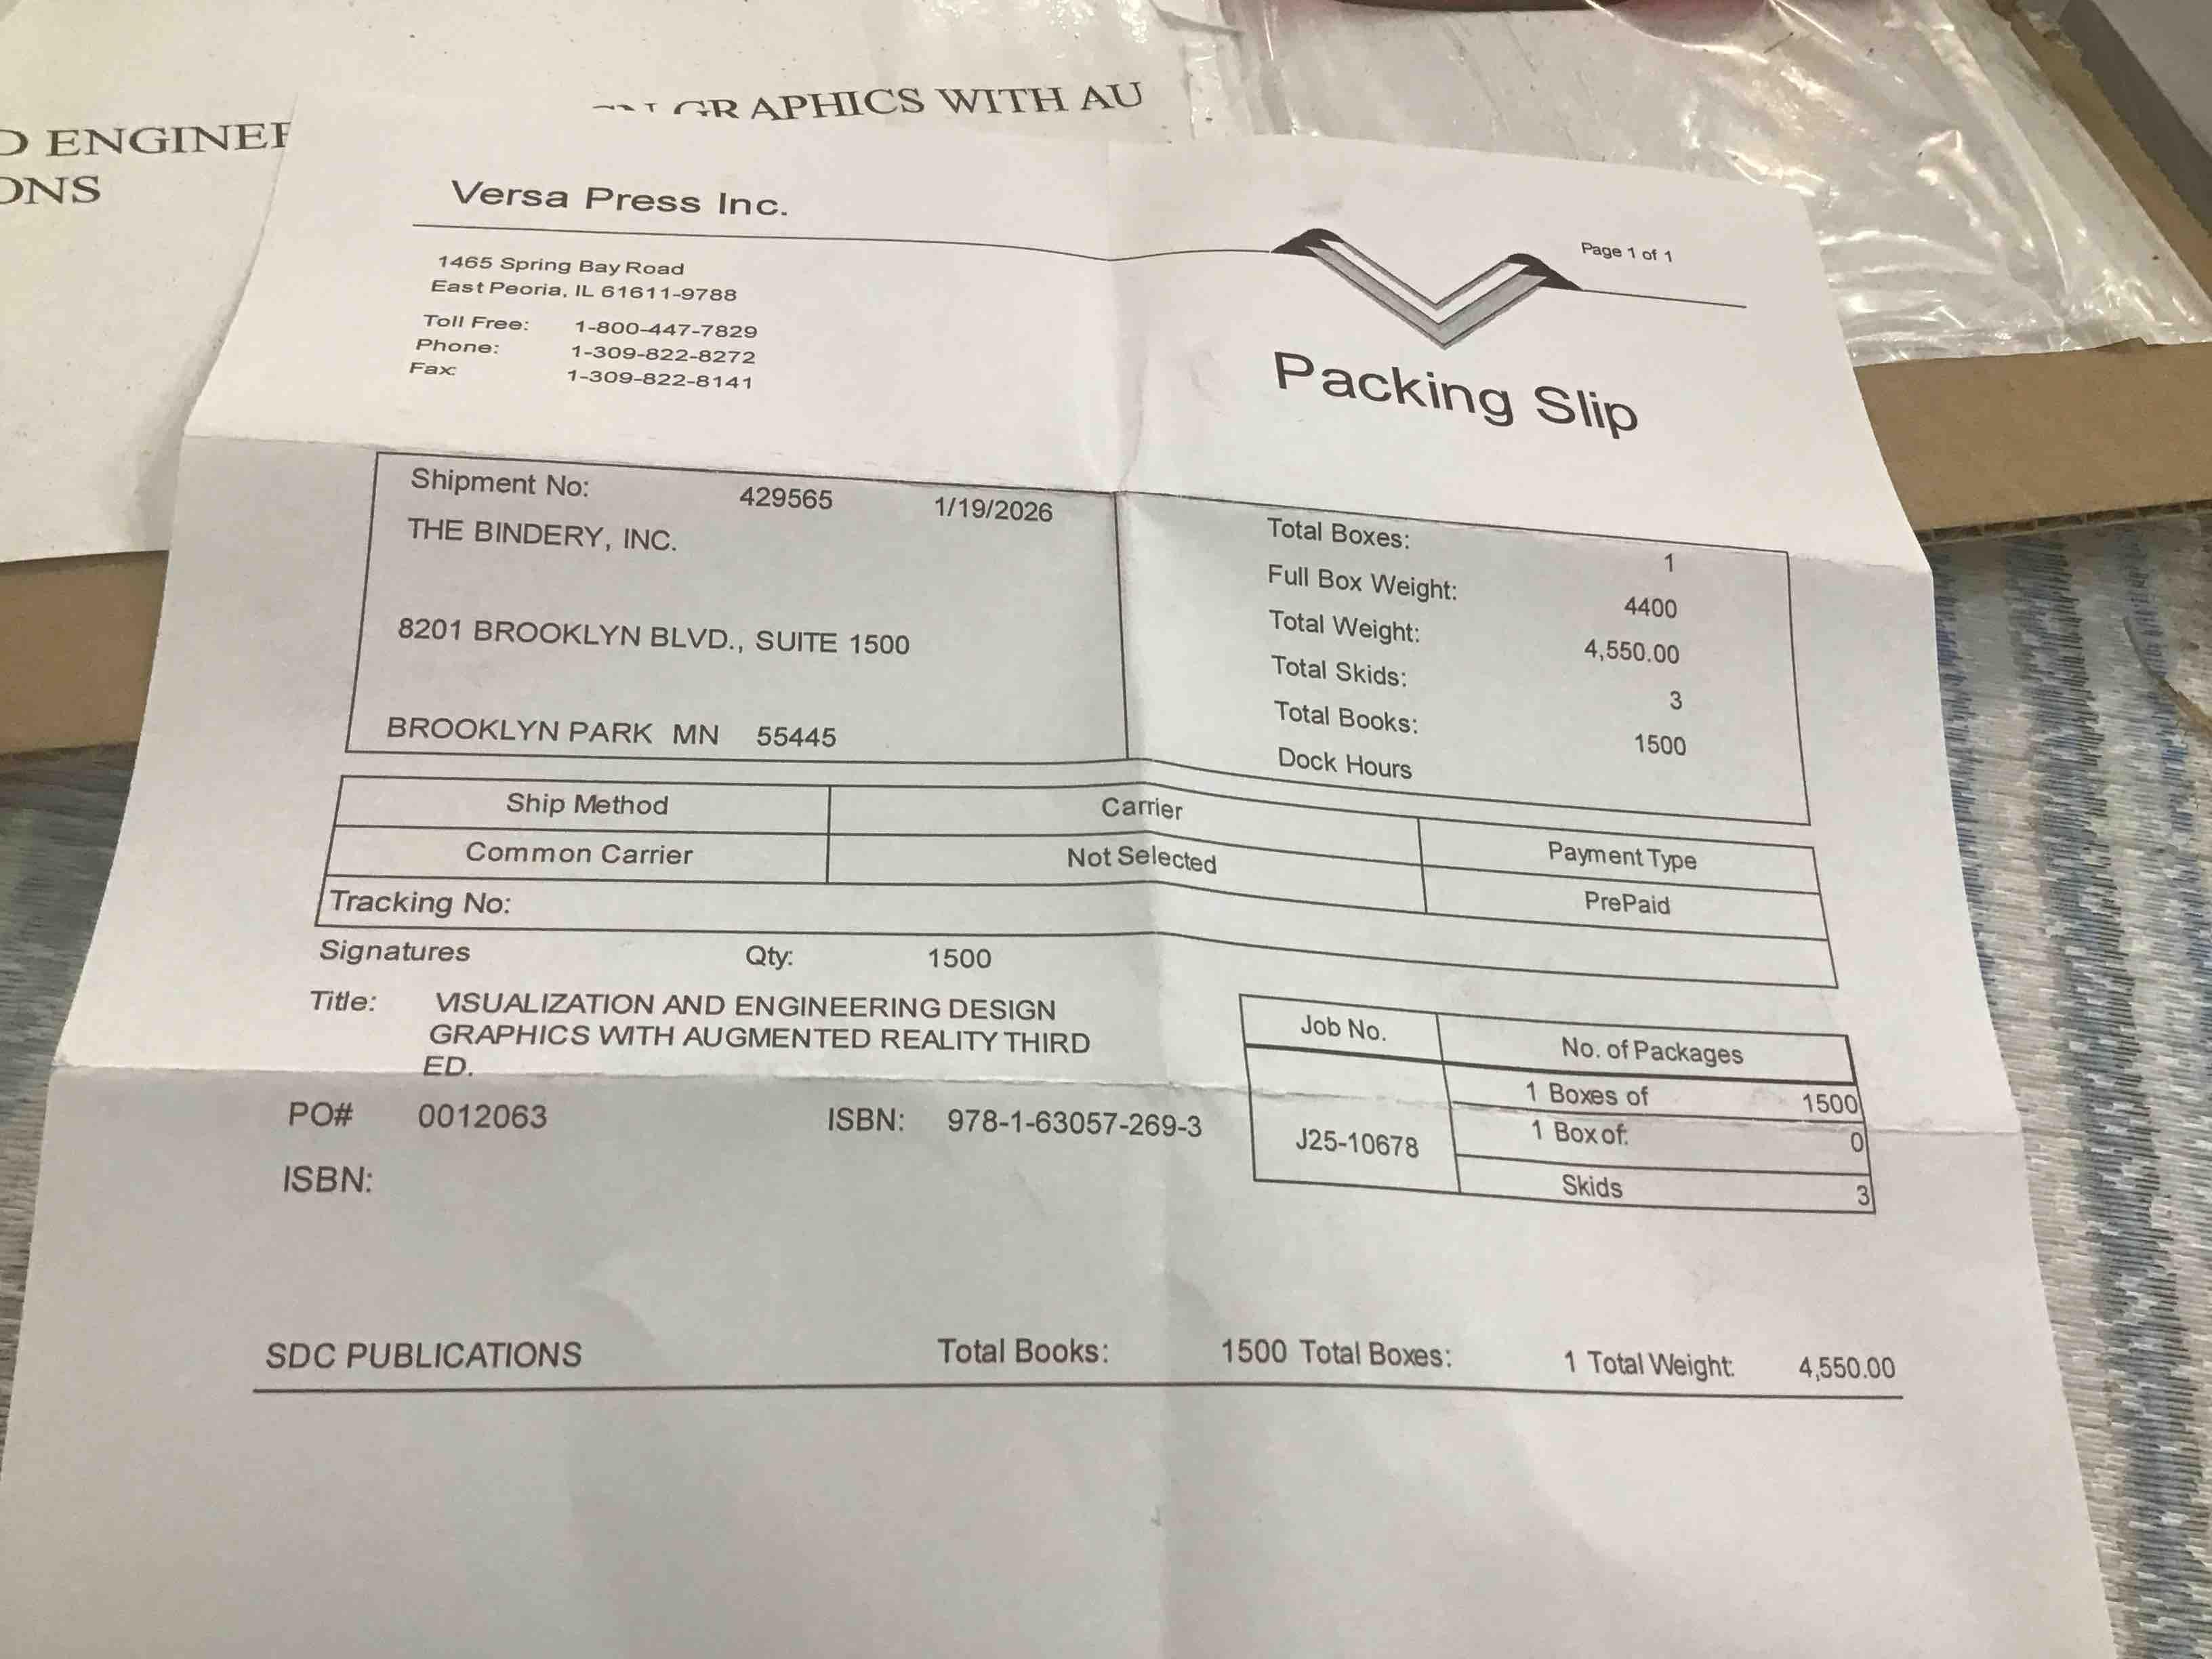 GRAPHICS WITH AU
D ENGINEE
ONS
Versa Press Inc.
Page 1 of 1
1465 Spring Bay Road
East Peoria, IL 61611-9788
Toll Free: 1-800-447-7829
Phone: 1-309-822-8272
Fax: 1-309-822-8141
Packing Slip
Shipment No: 429565 1/19/2026
THE BINDERY, INC.
8201 BROOKLYN BLVD., SUITE 1500
BROOKLYN PARK MN 55445
Total Boxes: 1
Full Box Weight: 4400
Total Weight: 4,550.00
Total Skids: 3
Total Books: 1500
Dock Hours
Ship Method Carrier Payment Type
Common Carrier Not Selected PrePaid
Tracking No:
Signatures Qty: 1500
Title: VISUALIZATION AND ENGINEERING DESIGN
GRAPHICS WITH AUGMENTED REALITY THIRD
ED.
PO# 0012063 ISBN: 978-1-63057-269-3
ISBN:
Job No. No. of Packages
1 Boxes of 1500
J25-10678 1 Box of: 0
Skids 3
SDC PUBLICATIONS Total Books: 1500 Total Boxes: 1 Total Weight: 4,550.00